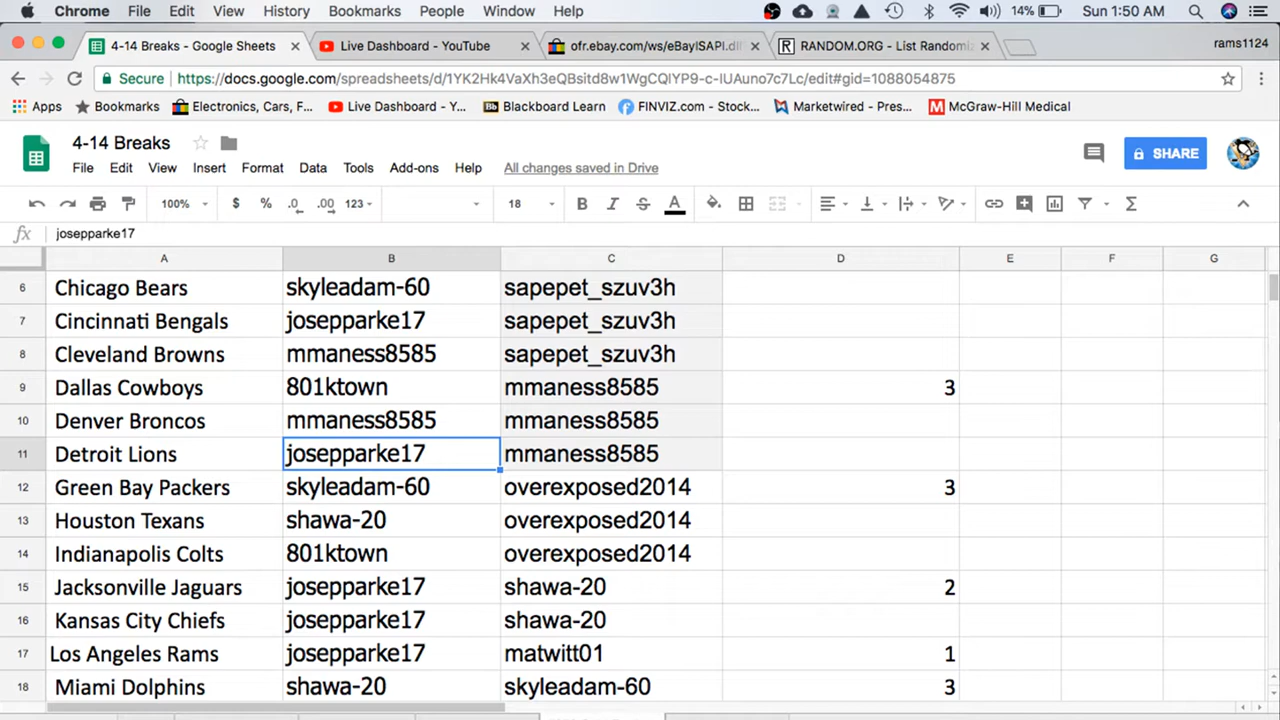 Chrome File Edit View History Bookmarks People Window Help 14% Sun 1:50 AM
4-14 Breaks - Google Sheets Live Dashboard - YouTube ofr.ebay.com/ws/eBayISAPI.dll RANDOM.ORG - List Randomiz rams1124
Secure https://docs.google.com/spreadsheets/d/1YK2Hk4VaXh3eQBsitd8w1WgCQlYP9-c-lUAuno7c7Lc/edit#gid=1088054875
Apps Bookmarks Electronics, Cars, F... Live Dashboard - Y... Bb Blackboard Learn FINVIZ.com - Stock... Marketwired - Pres... M McGraw-Hill Medical
4-14 Breaks
SHARE
File Edit View Insert Format Data Tools Add-ons Help All changes saved in Drive
100% $ % .0 .00 123 18 B I S A Σ
fx josepparke17
A B C D E F G
6 Chicago Bears skyleadam-60 sapepet_szuv3h
7 Cincinnati Bengals josepparke17 sapepet_szuv3h
8 Cleveland Browns mmaness8585 sapepet_szuv3h
9 Dallas Cowboys 801ktown mmaness8585 3
10 Denver Broncos mmaness8585 mmaness8585
11 Detroit Lions josepparke17 mmaness8585
12 Green Bay Packers skyleadam-60 overexposed2014 3
13 Houston Texans shawa-20 overexposed2014
14 Indianapolis Colts 801ktown overexposed2014
15 Jacksonville Jaguars josepparke17 shawa-20 2
16 Kansas City Chiefs josepparke17 shawa-20
17 Los Angeles Rams josepparke17 matwitt01 1
18 Miami Dolphins shawa-20 skyleadam-60 3